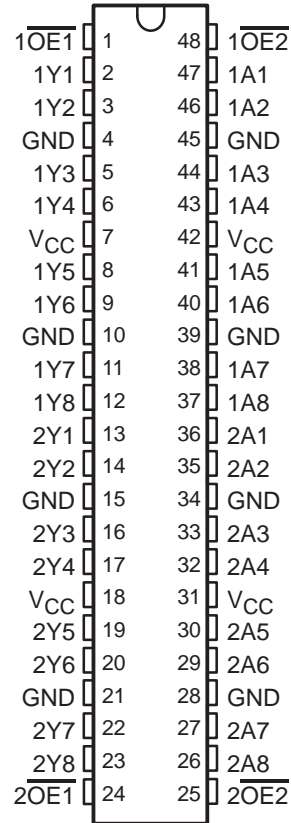 1OE1 1 48 1OE2
1Y1 2 47 1A1
1Y2 3 46 1A2
GND 4 45 GND
1Y3 5 44 1A3
1Y4 6 43 1A4
VCC 7 42 VCC
1Y5 8 41 1A5
1Y6 9 40 1A6
GND 10 39 GND
1Y7 11 38 1A7
1Y8 12 37 1A8
2Y1 13 36 2A1
2Y2 14 35 2A2
GND 15 34 GND
2Y3 16 33 2A3
2Y4 17 32 2A4
VCC 18 31 VCC
2Y5 19 30 2A5
2Y6 20 29 2A6
GND 21 28 GND
2Y7 22 27 2A7
2Y8 23 26 2A8
2OE1 24 25 2OE2